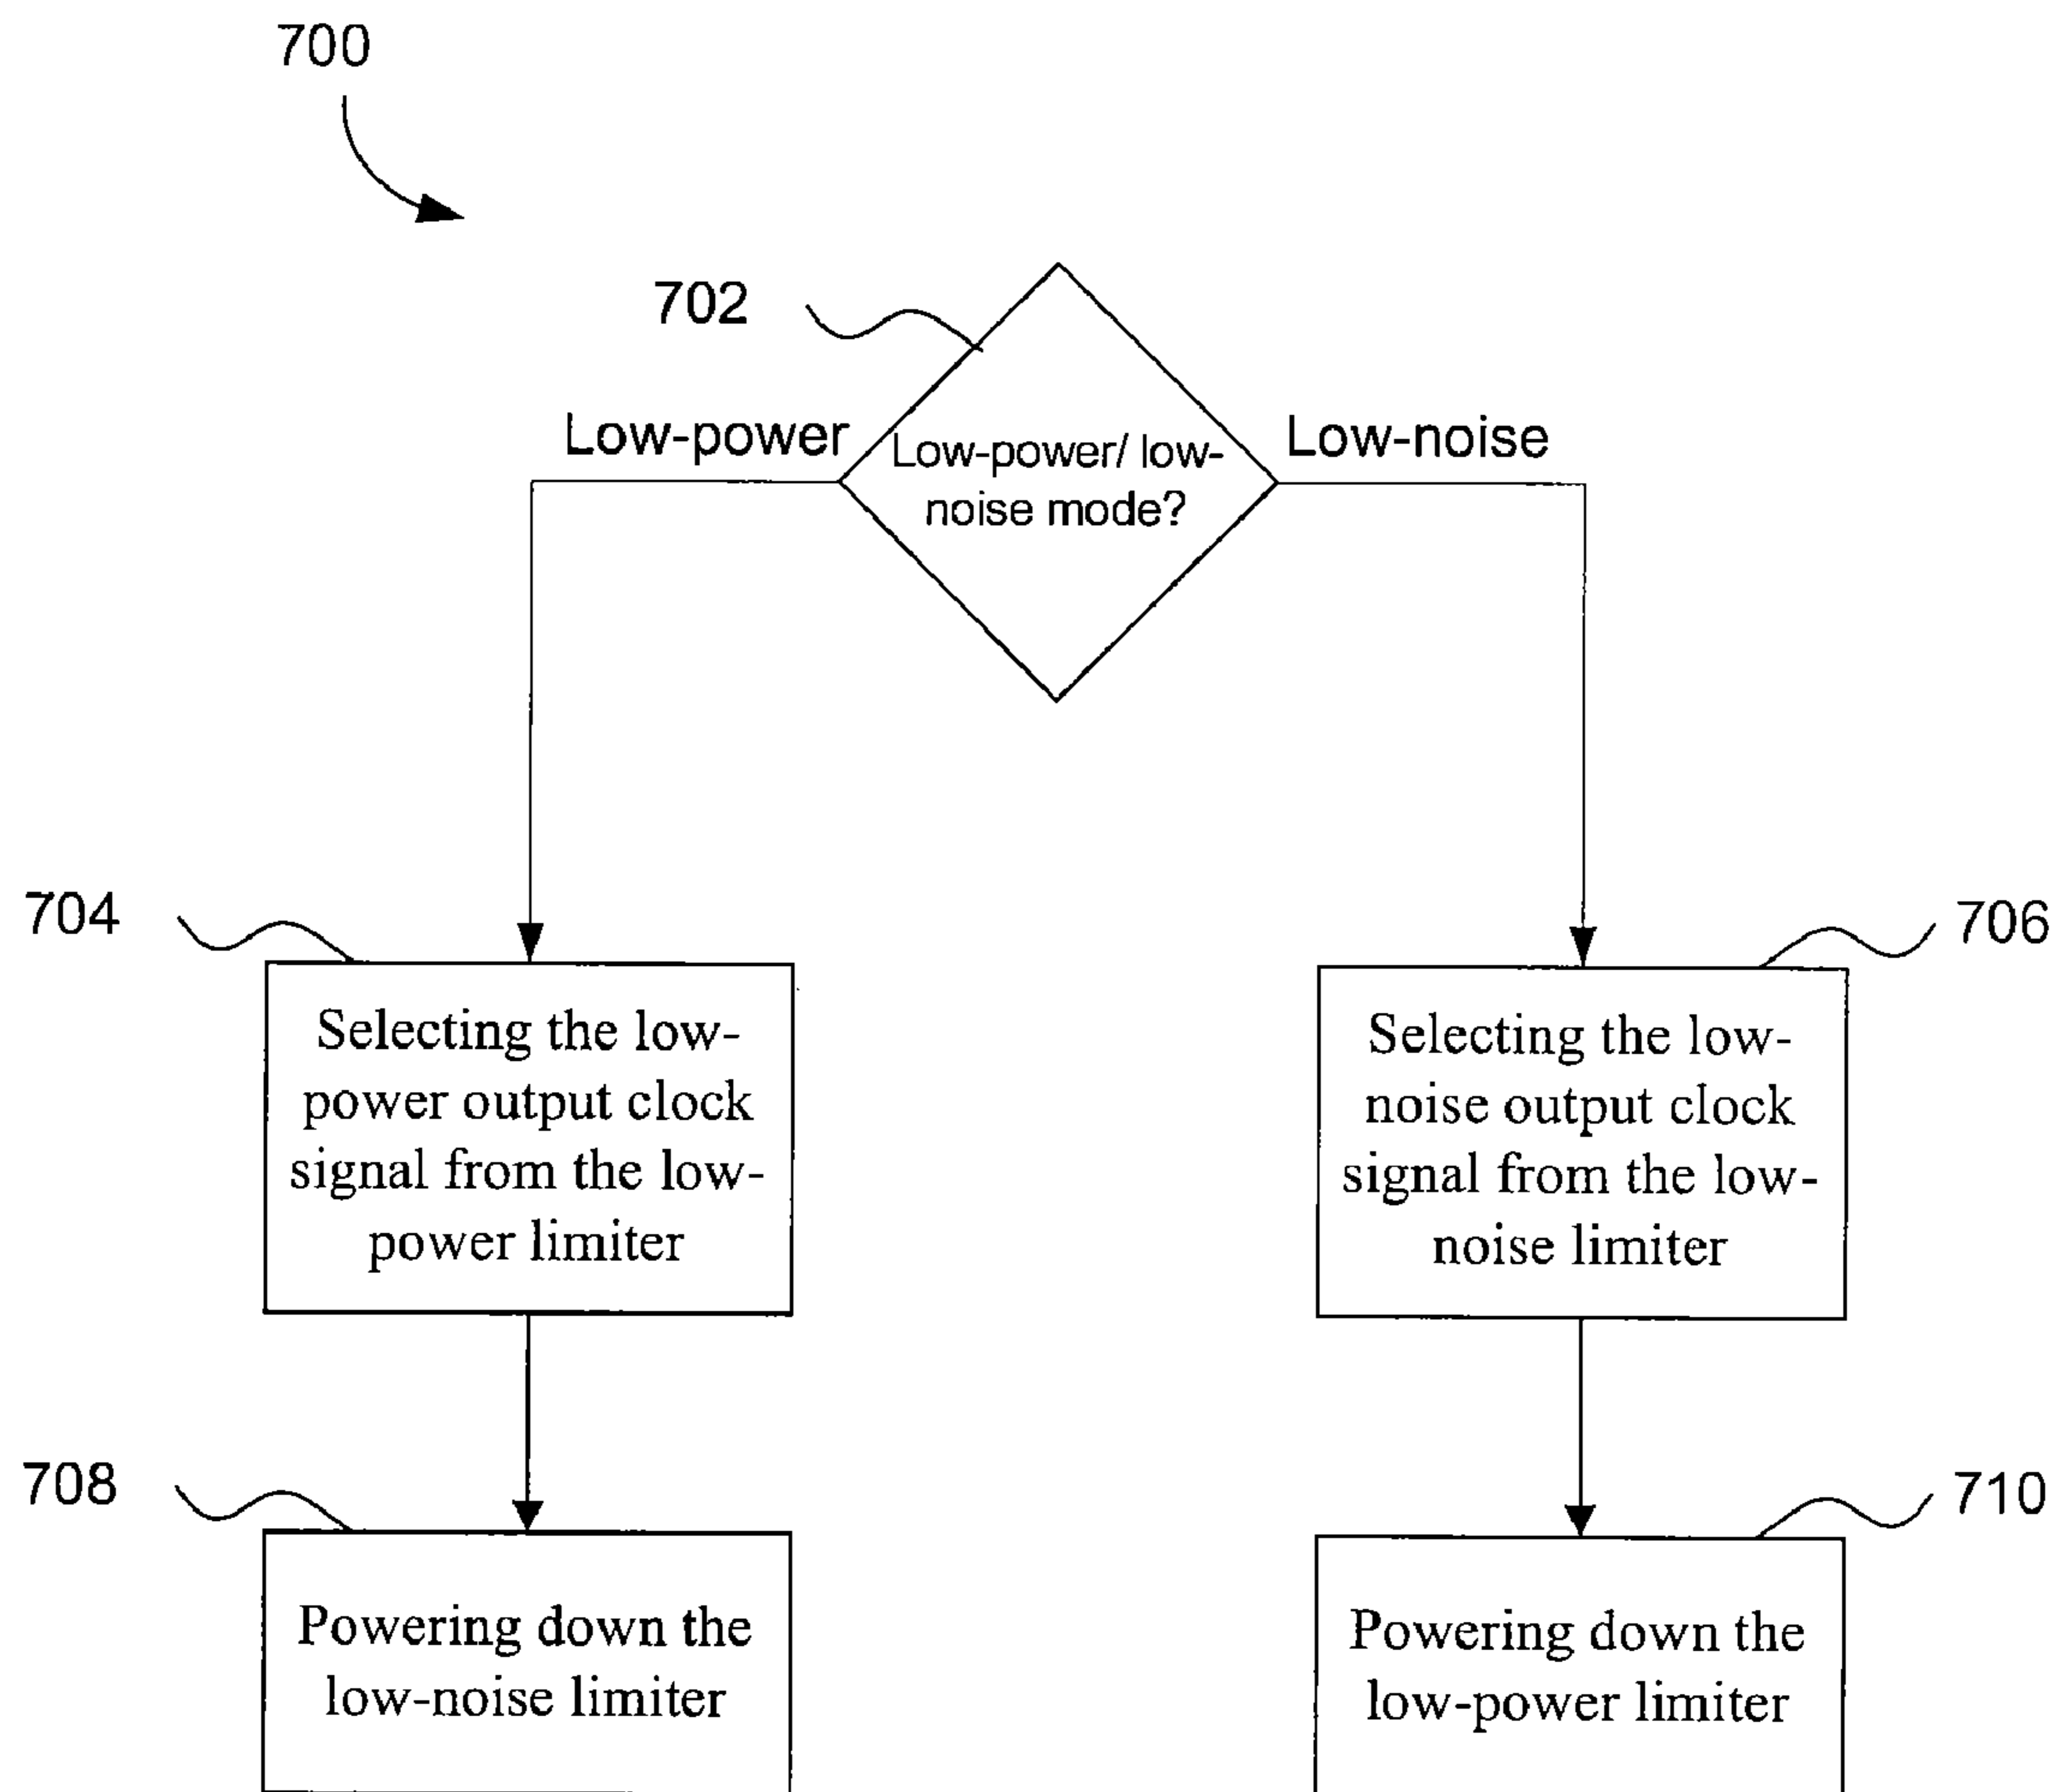 700
702
Low-power
Low-power/ low-
noise mode?
Low-noise
704
Selecting the low-
power output clock
signal from the low-
power limiter
706
Selecting the low-
noise output clock
signal from the low-
noise limiter
708
Powering down the
low-noise limiter
710
Powering down the
low-power limiter